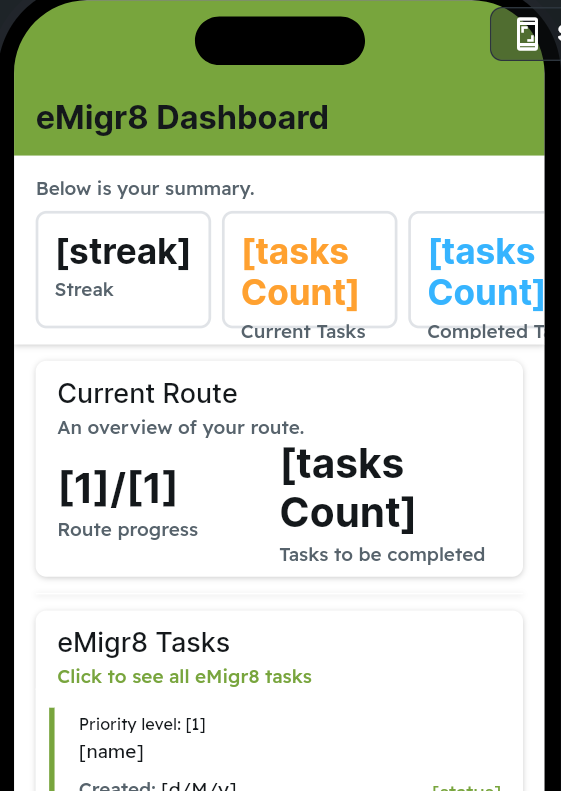 eMigr8 Dashboard
Below is your summary.
[streak]
Streak
[tasks
Count]
Current Tasks
[tasks
Count]
Completed
Current Route
An overview of your route.
[1]/[1]
Route progress
[tasks
Count]
Tasks to be completed
eMigr8 Tasks
Click to see all eMigr8 tasks
Priority level: [1]
[name]
Created: [d/M/y]
[status]